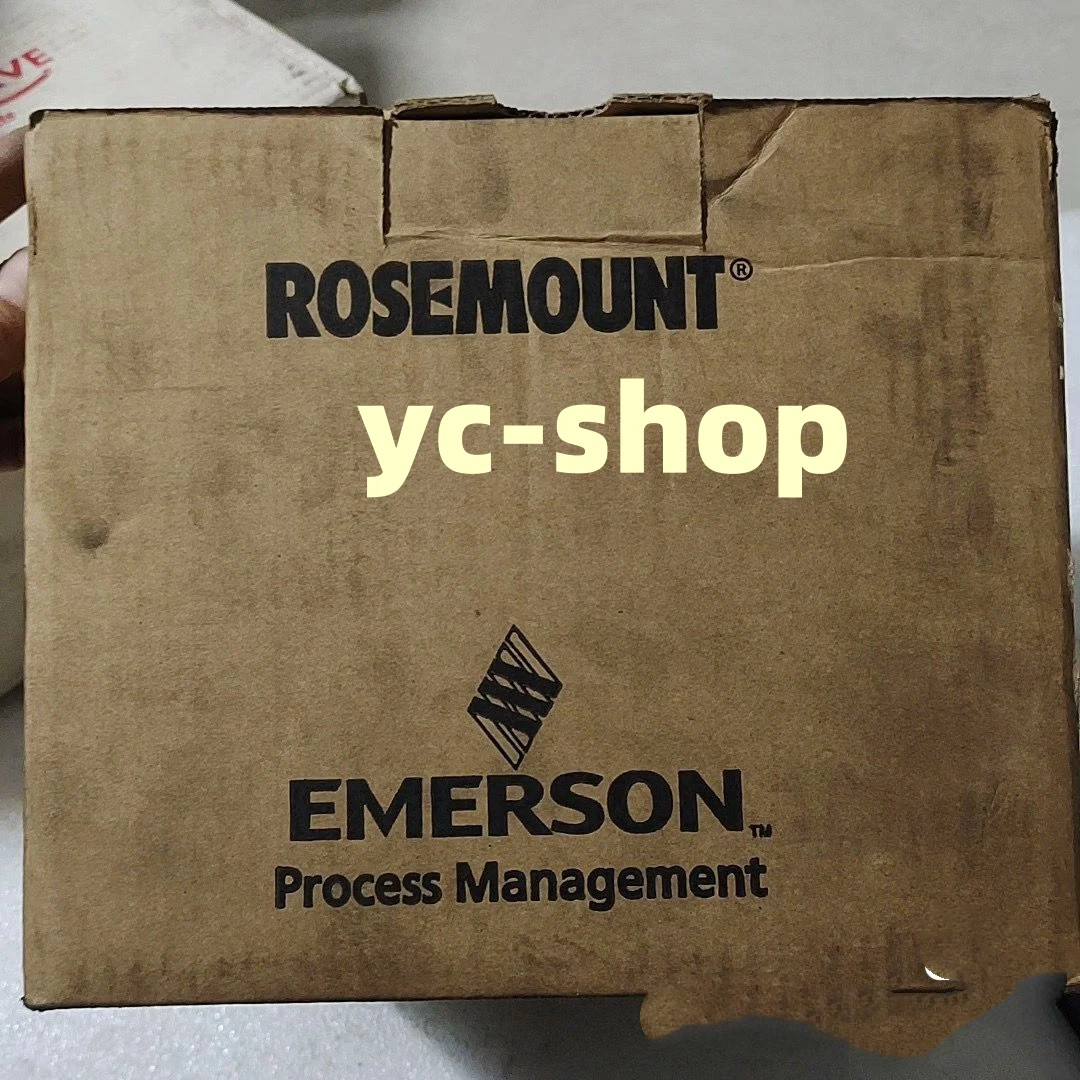 ROSEMOUNT®
yc-shop
EMERSON™
Process Management